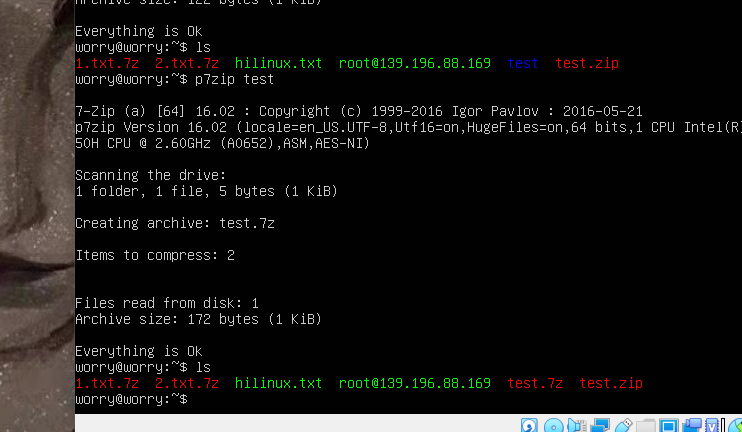 Archive size: 122 bytes (1 KiB)
Everything is Ok
worry@worry:~$ ls
1.txt.7z 2.txt.7z hilinux.txt root@139.196.88.169 test test.zip
worry@worry:~$ p7zip test
7-Zip (a) [64] 16.02 : Copyright (c) 1999-2016 Igor Pavlov : 2016-05-21
p7zip Version 16.02 (locale=en_US.UTF-8,Utf16=on,HugeFiles=on,64 bits,1 CPU Intel(R)
50H CPU @ 2.60GHz (A0652),ASM,AES-NI)
Scanning the drive:
1 folder, 1 file, 5 bytes (1 KiB)
Creating archive: test.7z
Items to compress: 2
Files read from disk: 1
Archive size: 172 bytes (1 KiB)
Everything is Ok
worry@worry:~$ ls
1.txt.7z 2.txt.7z hilinux.txt root@139.196.88.169 test.7z test.zip
worry@worry:~$